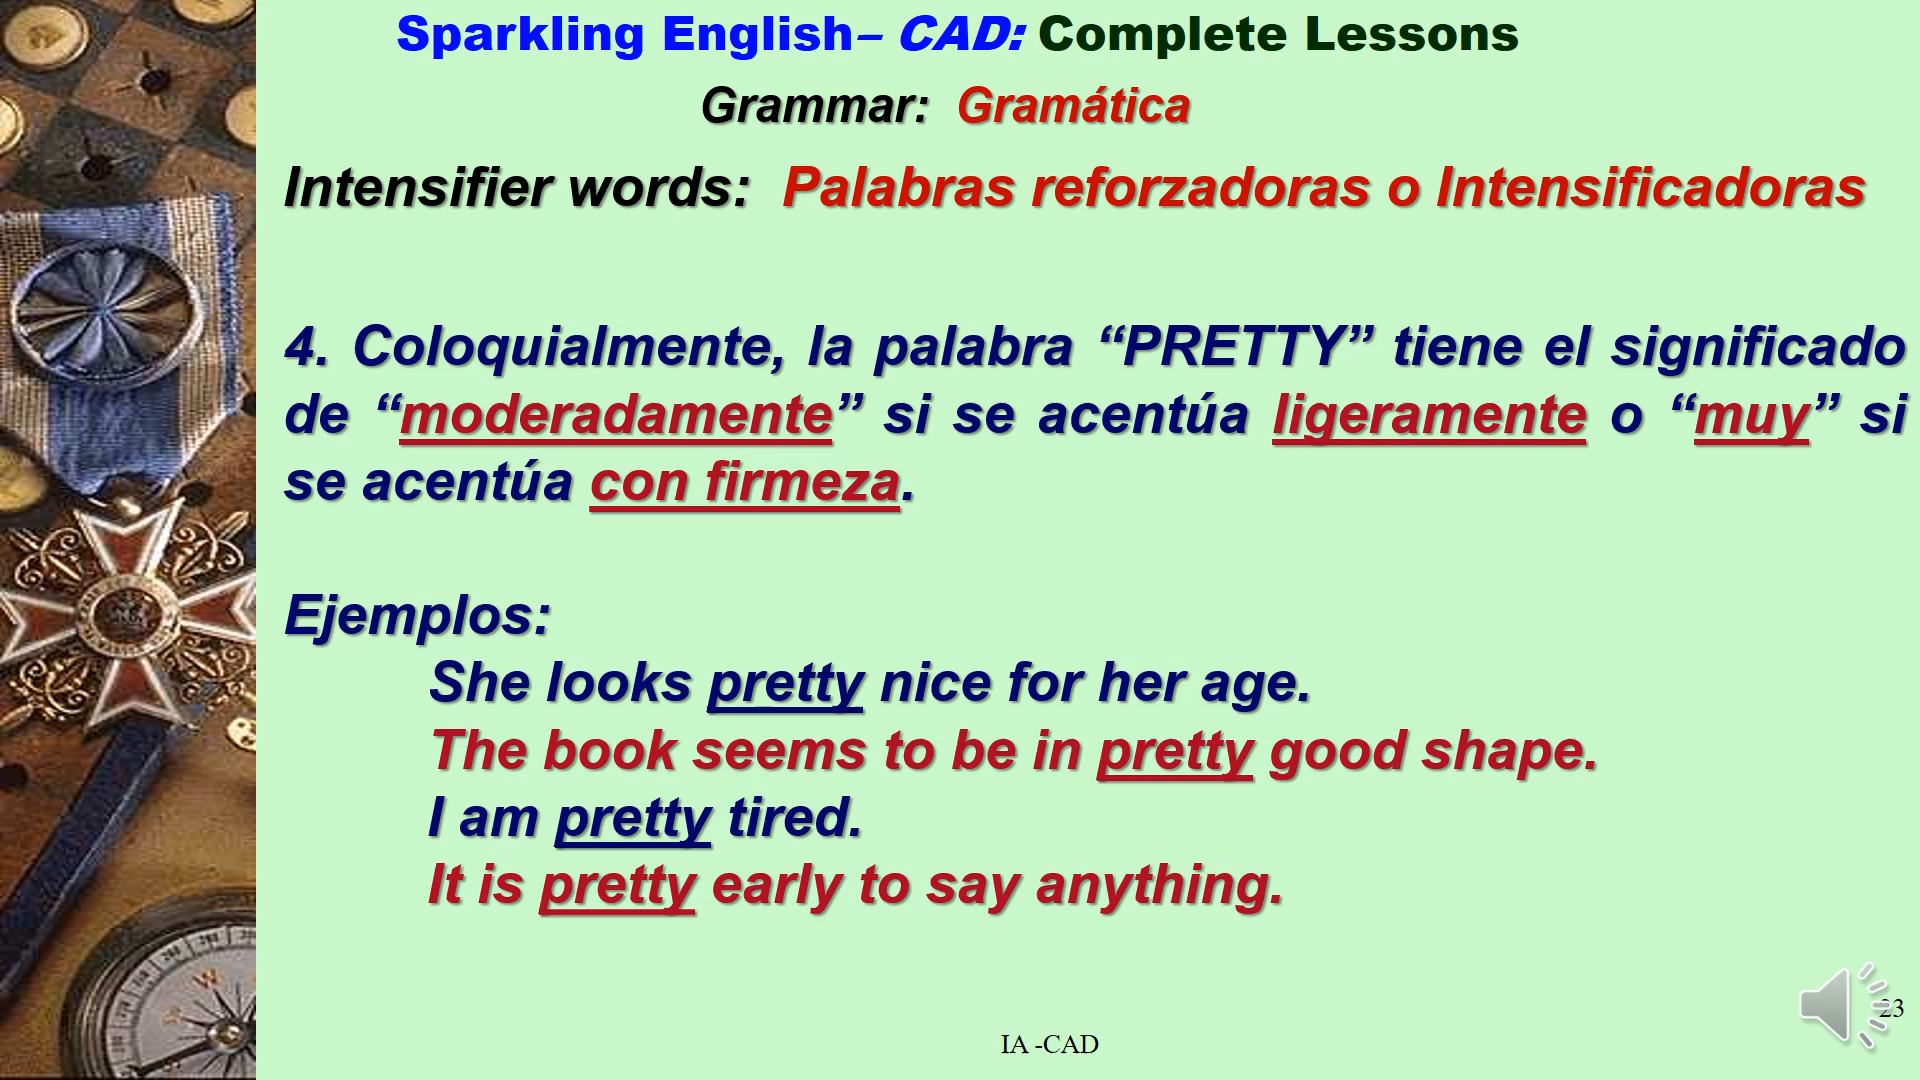 Sparkling English– CAD: Complete Lessons
Grammar: Gramática
Intensifier words: Palabras reforzadoras o Intensificadoras
4. Coloquialmente, la palabra “PRETTY” tiene el significado
de “moderadamente” si se acentúa ligeramente o “muy” si
se acentúa con firmeza.
Ejemplos:
She looks pretty nice for her age.
The book seems to be in pretty good shape.
I am pretty tired.
It is pretty early to say anything.
23
IA -CAD
W